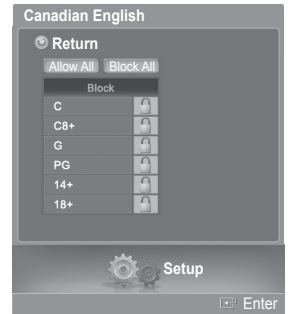 Canadian English
Return
Allow All Block All
Block
C
C8+
G
PG
14+
18+
Setup
Enter